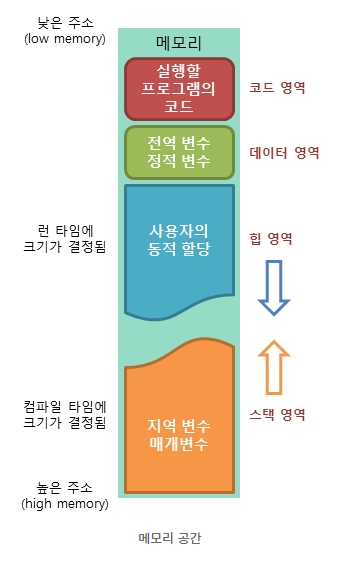 낮은 주소
(low memory)
메모리
실행할
프로그램의
코드
코드 영역
전역 변수
정적 변수
데이터 영역
런 타임에
크기가 결정됨
사용자의
동적 할당
힙 영역
컴파일 타임에
크기가 결정됨
지역 변수
매개변수
스택 영역
높은 주소
(high memory)
메모리 공간